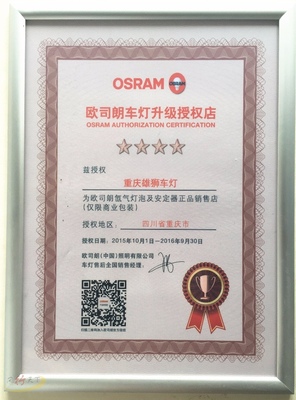 OSRAM
欧司朗车灯升级授权店
OSRAM AUTHORIZATION CERTIFICATION
兹授权
重庆雄狮车灯
为欧司朗氙气灯泡及安定器正品销售店
(仅限商业包装)
授权地区: 四川省重庆市
授权日期: 2015年10月1日—2016年9月30日
欧司朗(中国)照明有限公司
车灯售后全国销售经理: